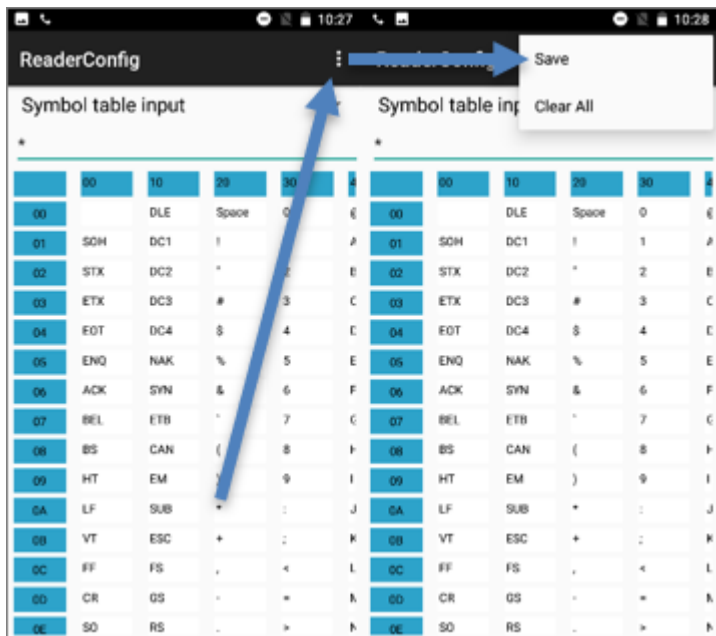 10:27
ReaderConfig
Symbol table input
*
00 10 20 30
00 DLE Space 0
01 SOH DC1 !
02 STX DC2 " 2
03 ETX DC3 # 3
04 EOT DC4 $ 4
05 ENQ NAK % 5
06 ACK SYN & 6
07 BEL ETB ' 7
08 BS CAN ( 8
09 HT EM ) 9
0A LF SUB * : J
0B VT ESC + ; K
0C FF FS , < L
0D CR GS - =
0E SO RS . >
10:28
Save
Clear All
Symbol table inp
*
00 10 20 30
00 DLE Space 0
01 SOH DC1 ! 1
02 STX DC2 " 2
03 ETX DC3 # 3
04 EOT DC4 $ 4
05 ENQ NAK % 5
06 ACK SYN & 6
07 BEL ETB ' 7
08 BS CAN ( 8
09 HT EM ) 9
0A LF SUB * : J
0B VT ESC + ; K
0C FF FS , < L
0D CR GS - =
0E SO RS . >